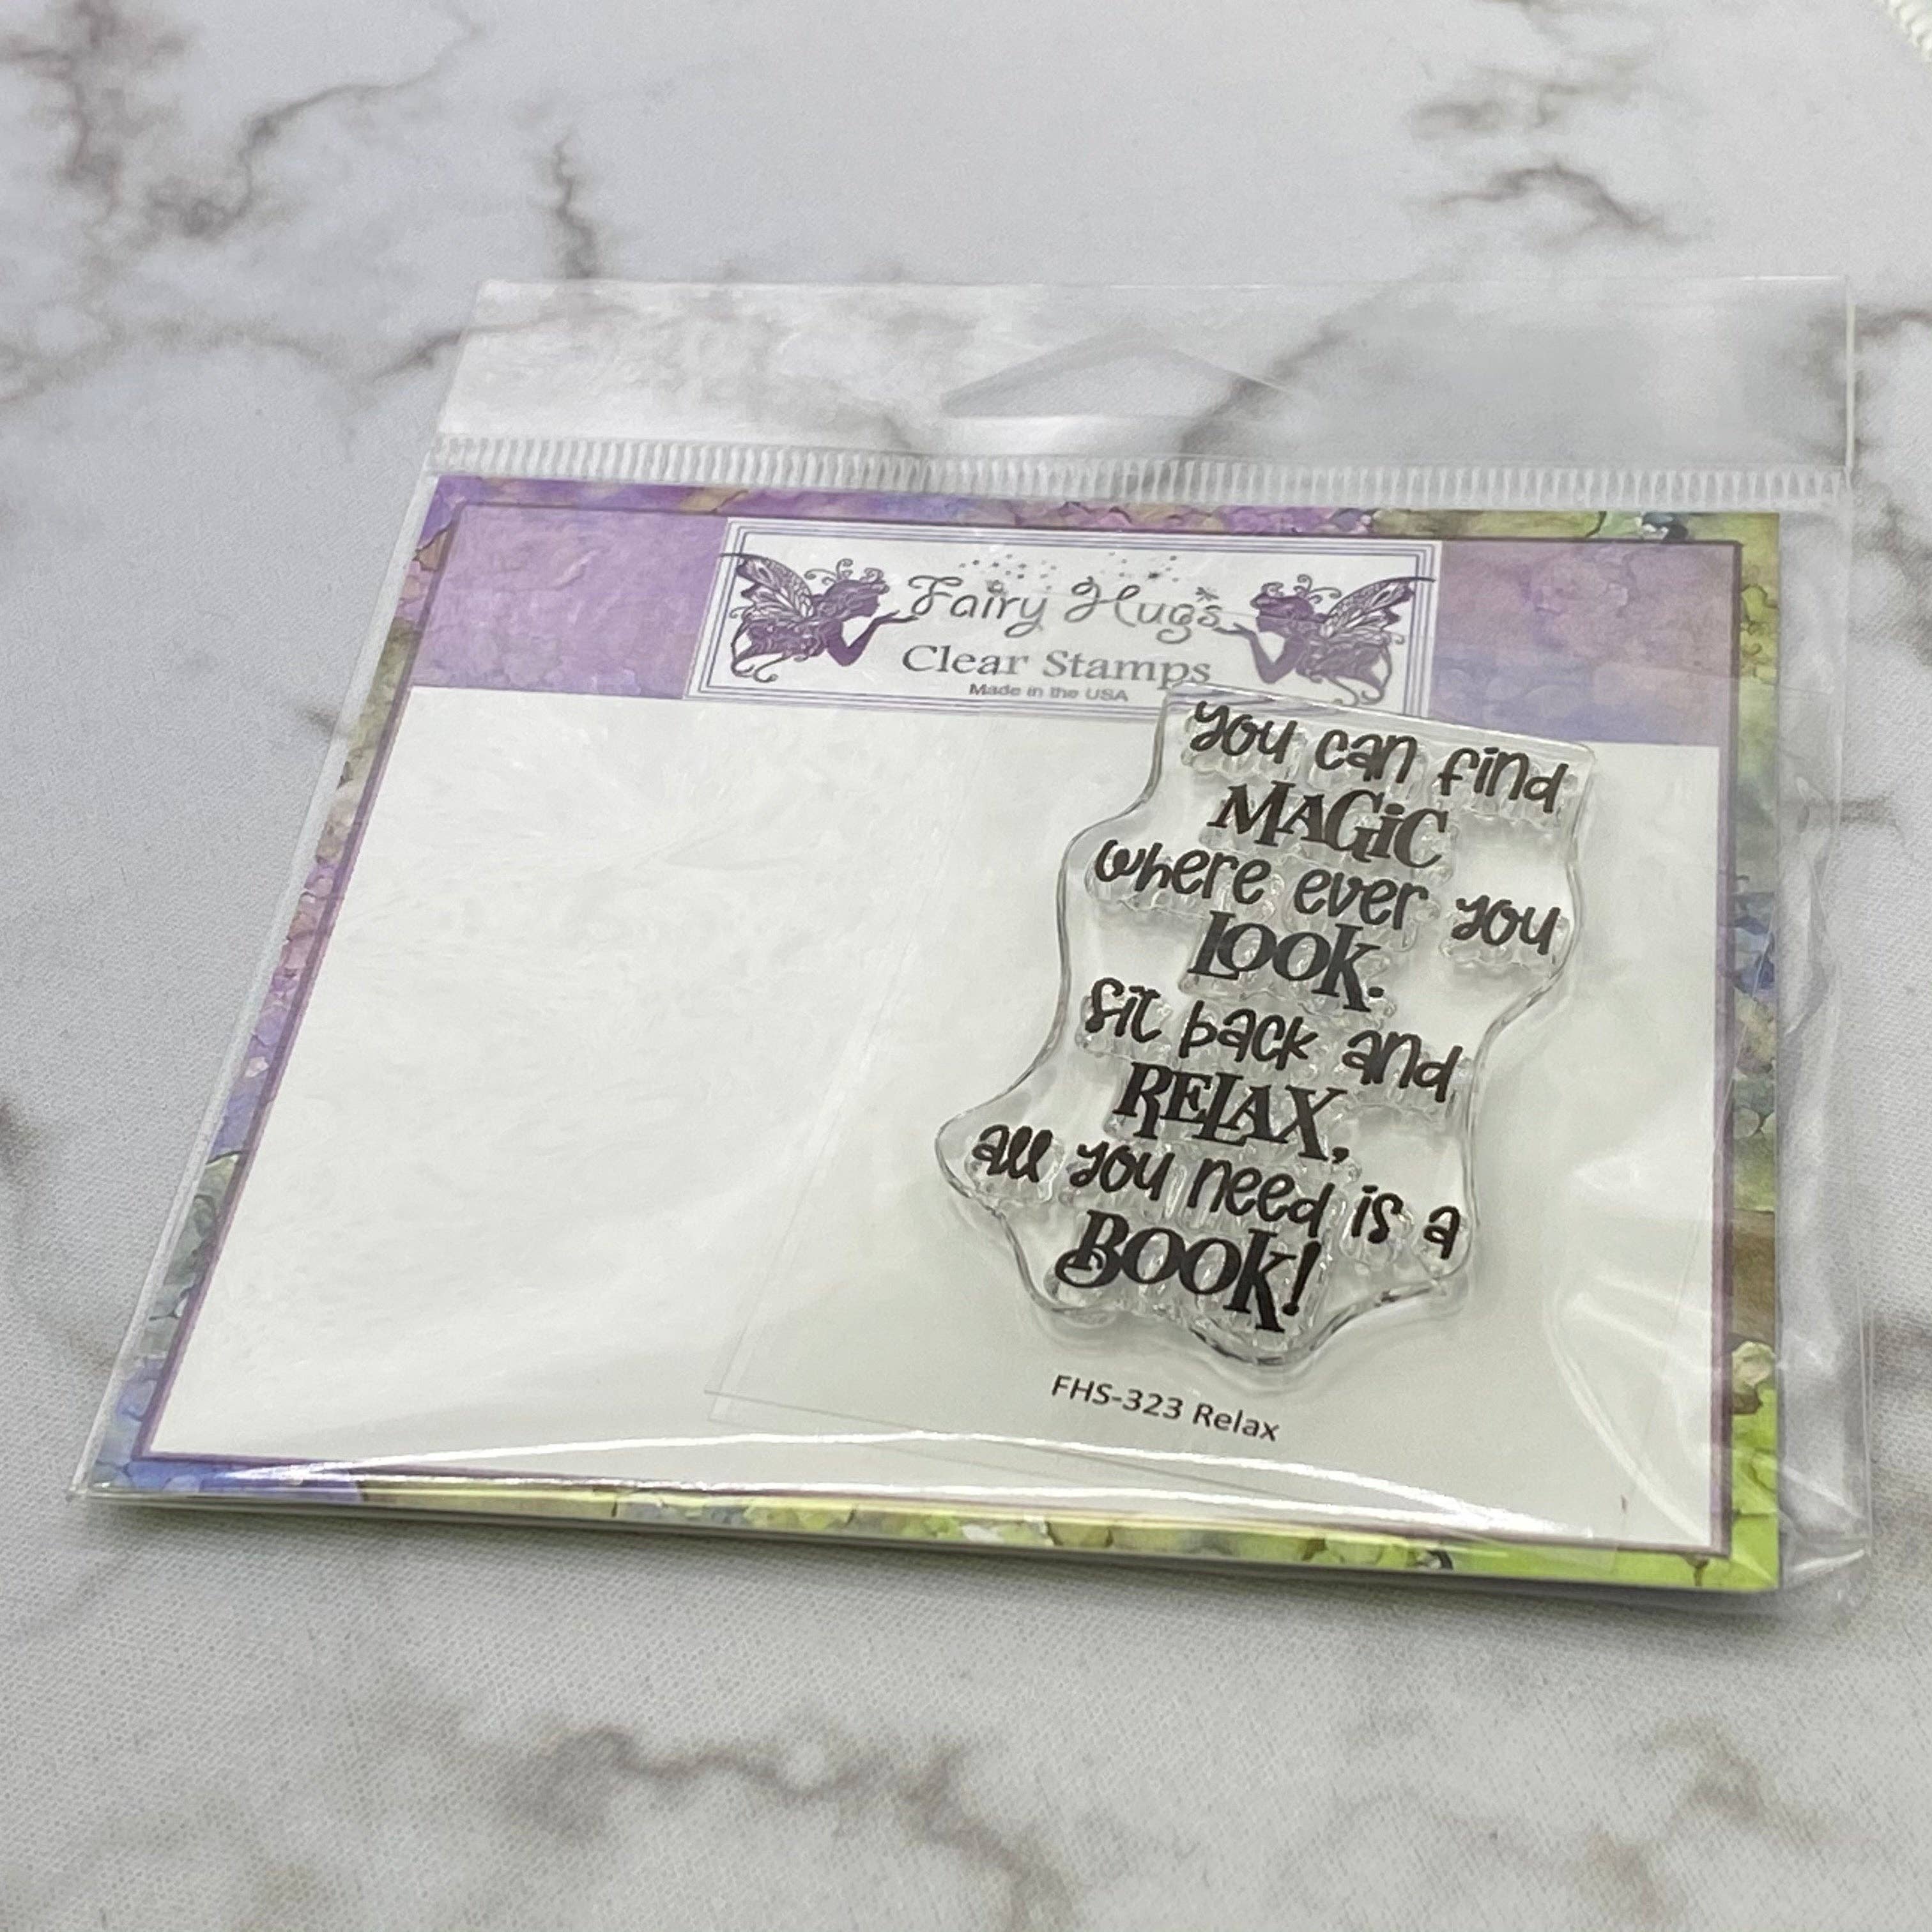 Fairy Hugs
Clear Stamps
Made in the USA
you can find
MAGiC
where ever you
LOOK.
sit back and
RELAX,
all you need is a
BOOK!
FHS-323 Relax